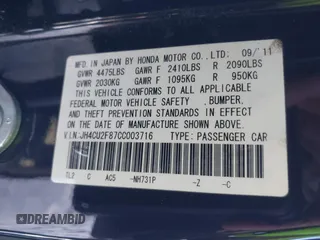 MFD. IN JAPAN BY HONDA MOTOR CO., LTD. 09/'11
GVWR 4475LBS GAWR F 2410LBS R 2090LBS
GVWR 2030KG GAWR F 1095KG R 950KG
THIS VEHICLE CONFORMS TO ALL APPLICABLE
FEDERAL MOTOR VEHICLE SAFETY, BUMPER,
AND THEFT PREVENTION STANDARDS IN EFFECT
ON THE DATE OF MANUFACTURE SHOWN ABOVE.
V.I.N.:JH4CU2F87CC003716 TYPE: PASSENGER CAR
TL2 C AC5 -NH731P -Z -C
DREAMBID